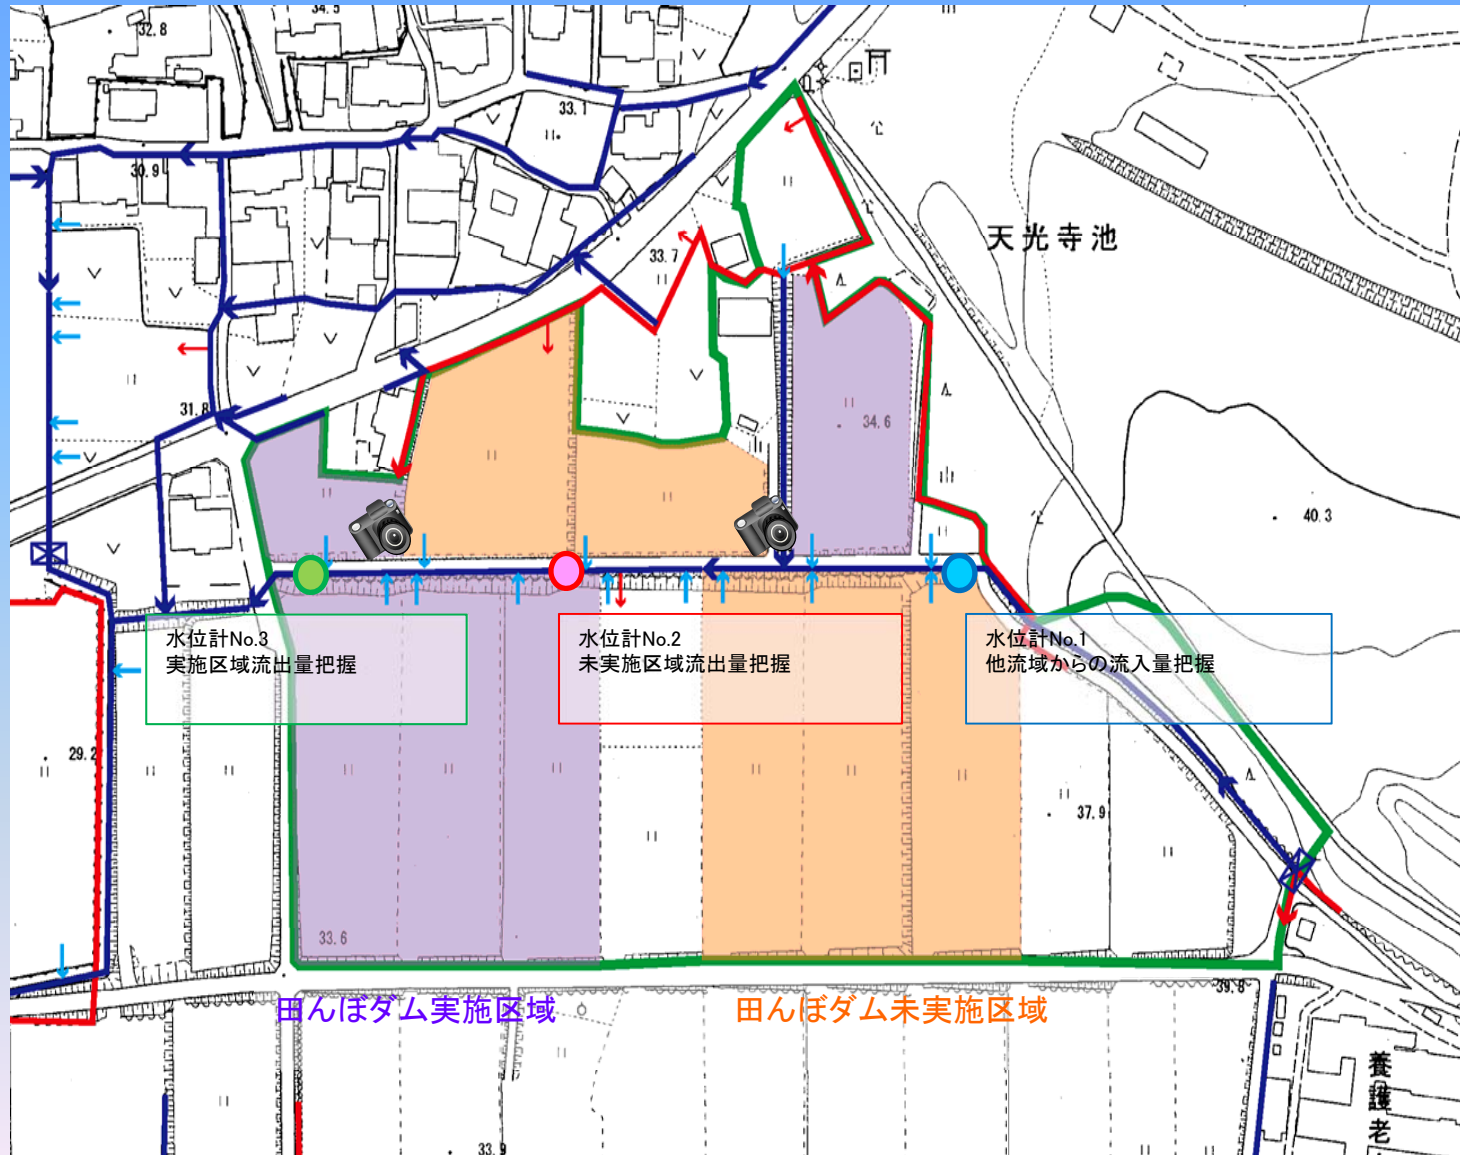 34.5
32.8
33.1
30.9
天光寺池
33.7
31.8
34.6
40.3
水位計No.3
実施区域流出量把握
水位計No.2
未実施区域流出量把握
水位計No.1
他流域からの流入量把握
29.2
37.9
33.6
39.8
田んぼダム実施区域
田んぼダム未実施区域
養護老
33.9